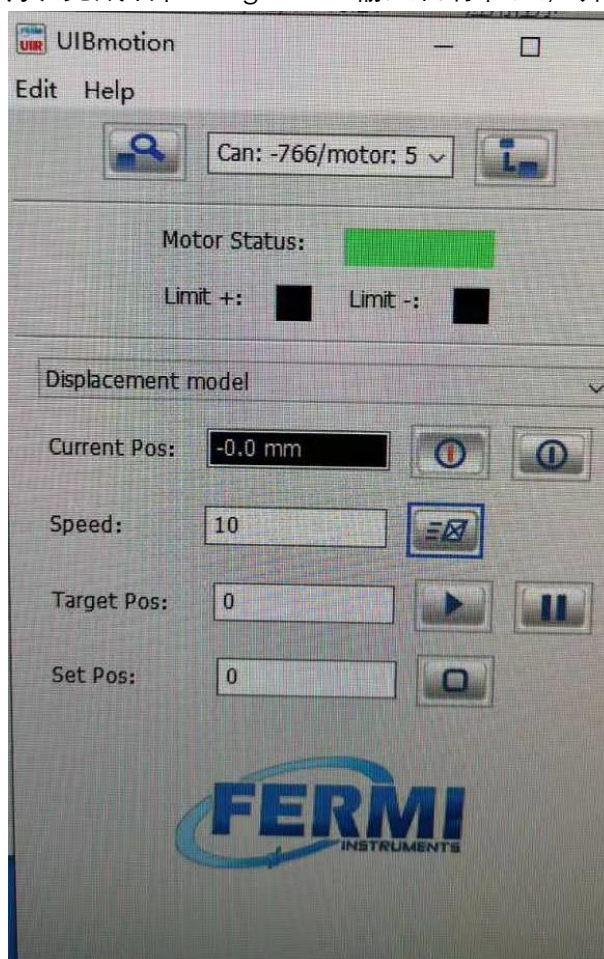 UIBmotion
Edit Help
Can: -766/motor: 5
Motor Status:
Limit +: Limit -:
Displacement model
Current Pos: -0.0 mm
Speed: 10
Target Pos: 0
Set Pos: 0
FERMI
INSTRUMENTS